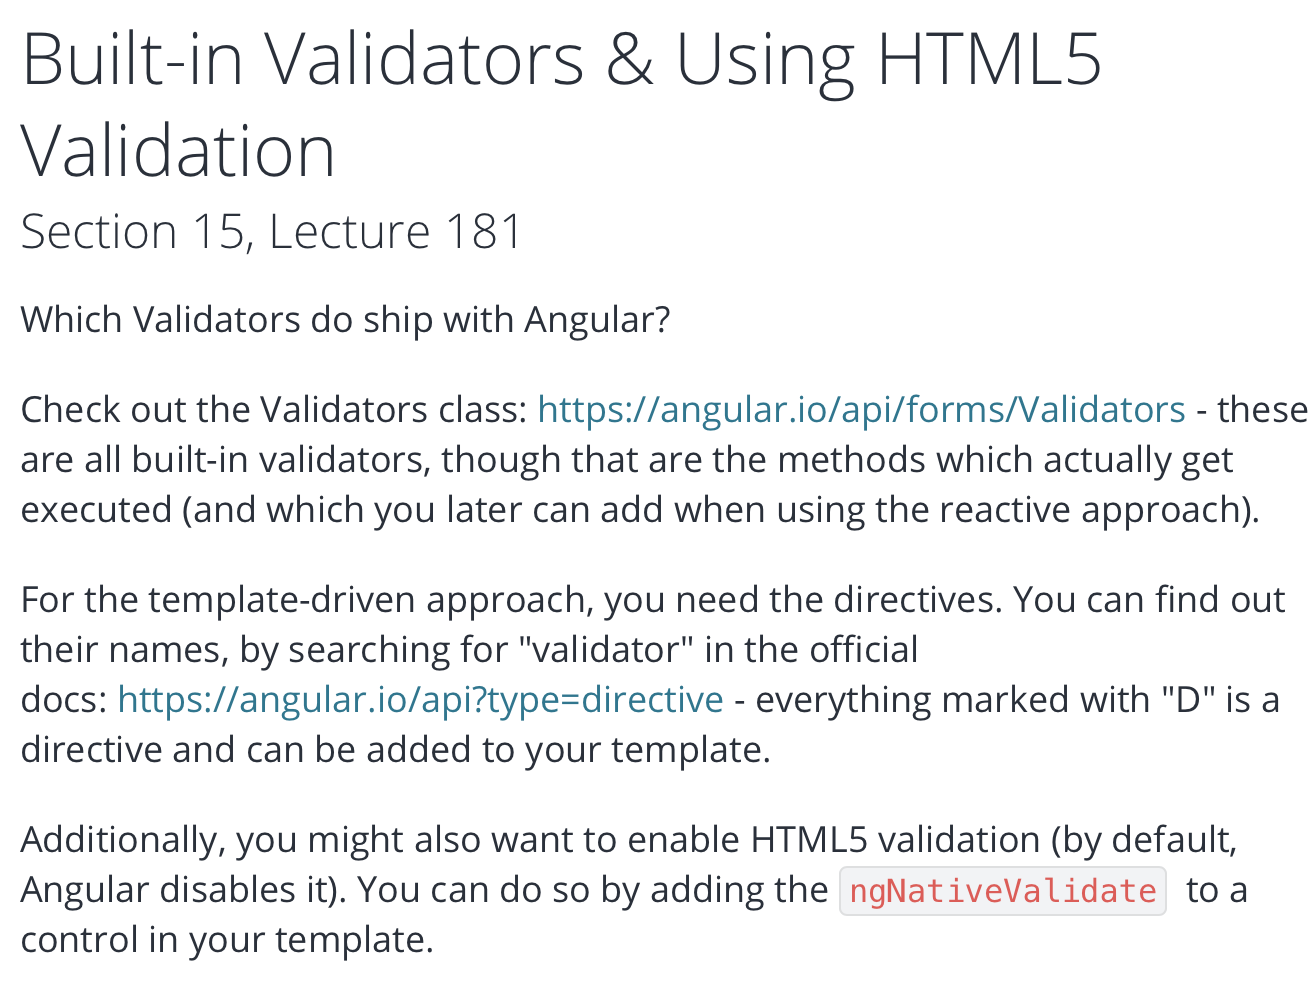 Built-in Validators & Using HTML5
Validation
Section 15, Lecture 181
Which Validators do ship with Angular?
Check out the Validators class: https://angular.io/api/forms/Validators - these
are all built-in validators, though that are the methods which actually get
executed (and which you later can add when using the reactive approach).
For the template-driven approach, you need the directives. You can find out
their names, by searching for "validator" in the official
docs: https://angular.io/api?type=directive - everything marked with "D" is a
directive and can be added to your template.
Additionally, you might also want to enable HTML5 validation (by default,
Angular disables it). You can do so by adding the ngNativeValidate to a
control in your template.